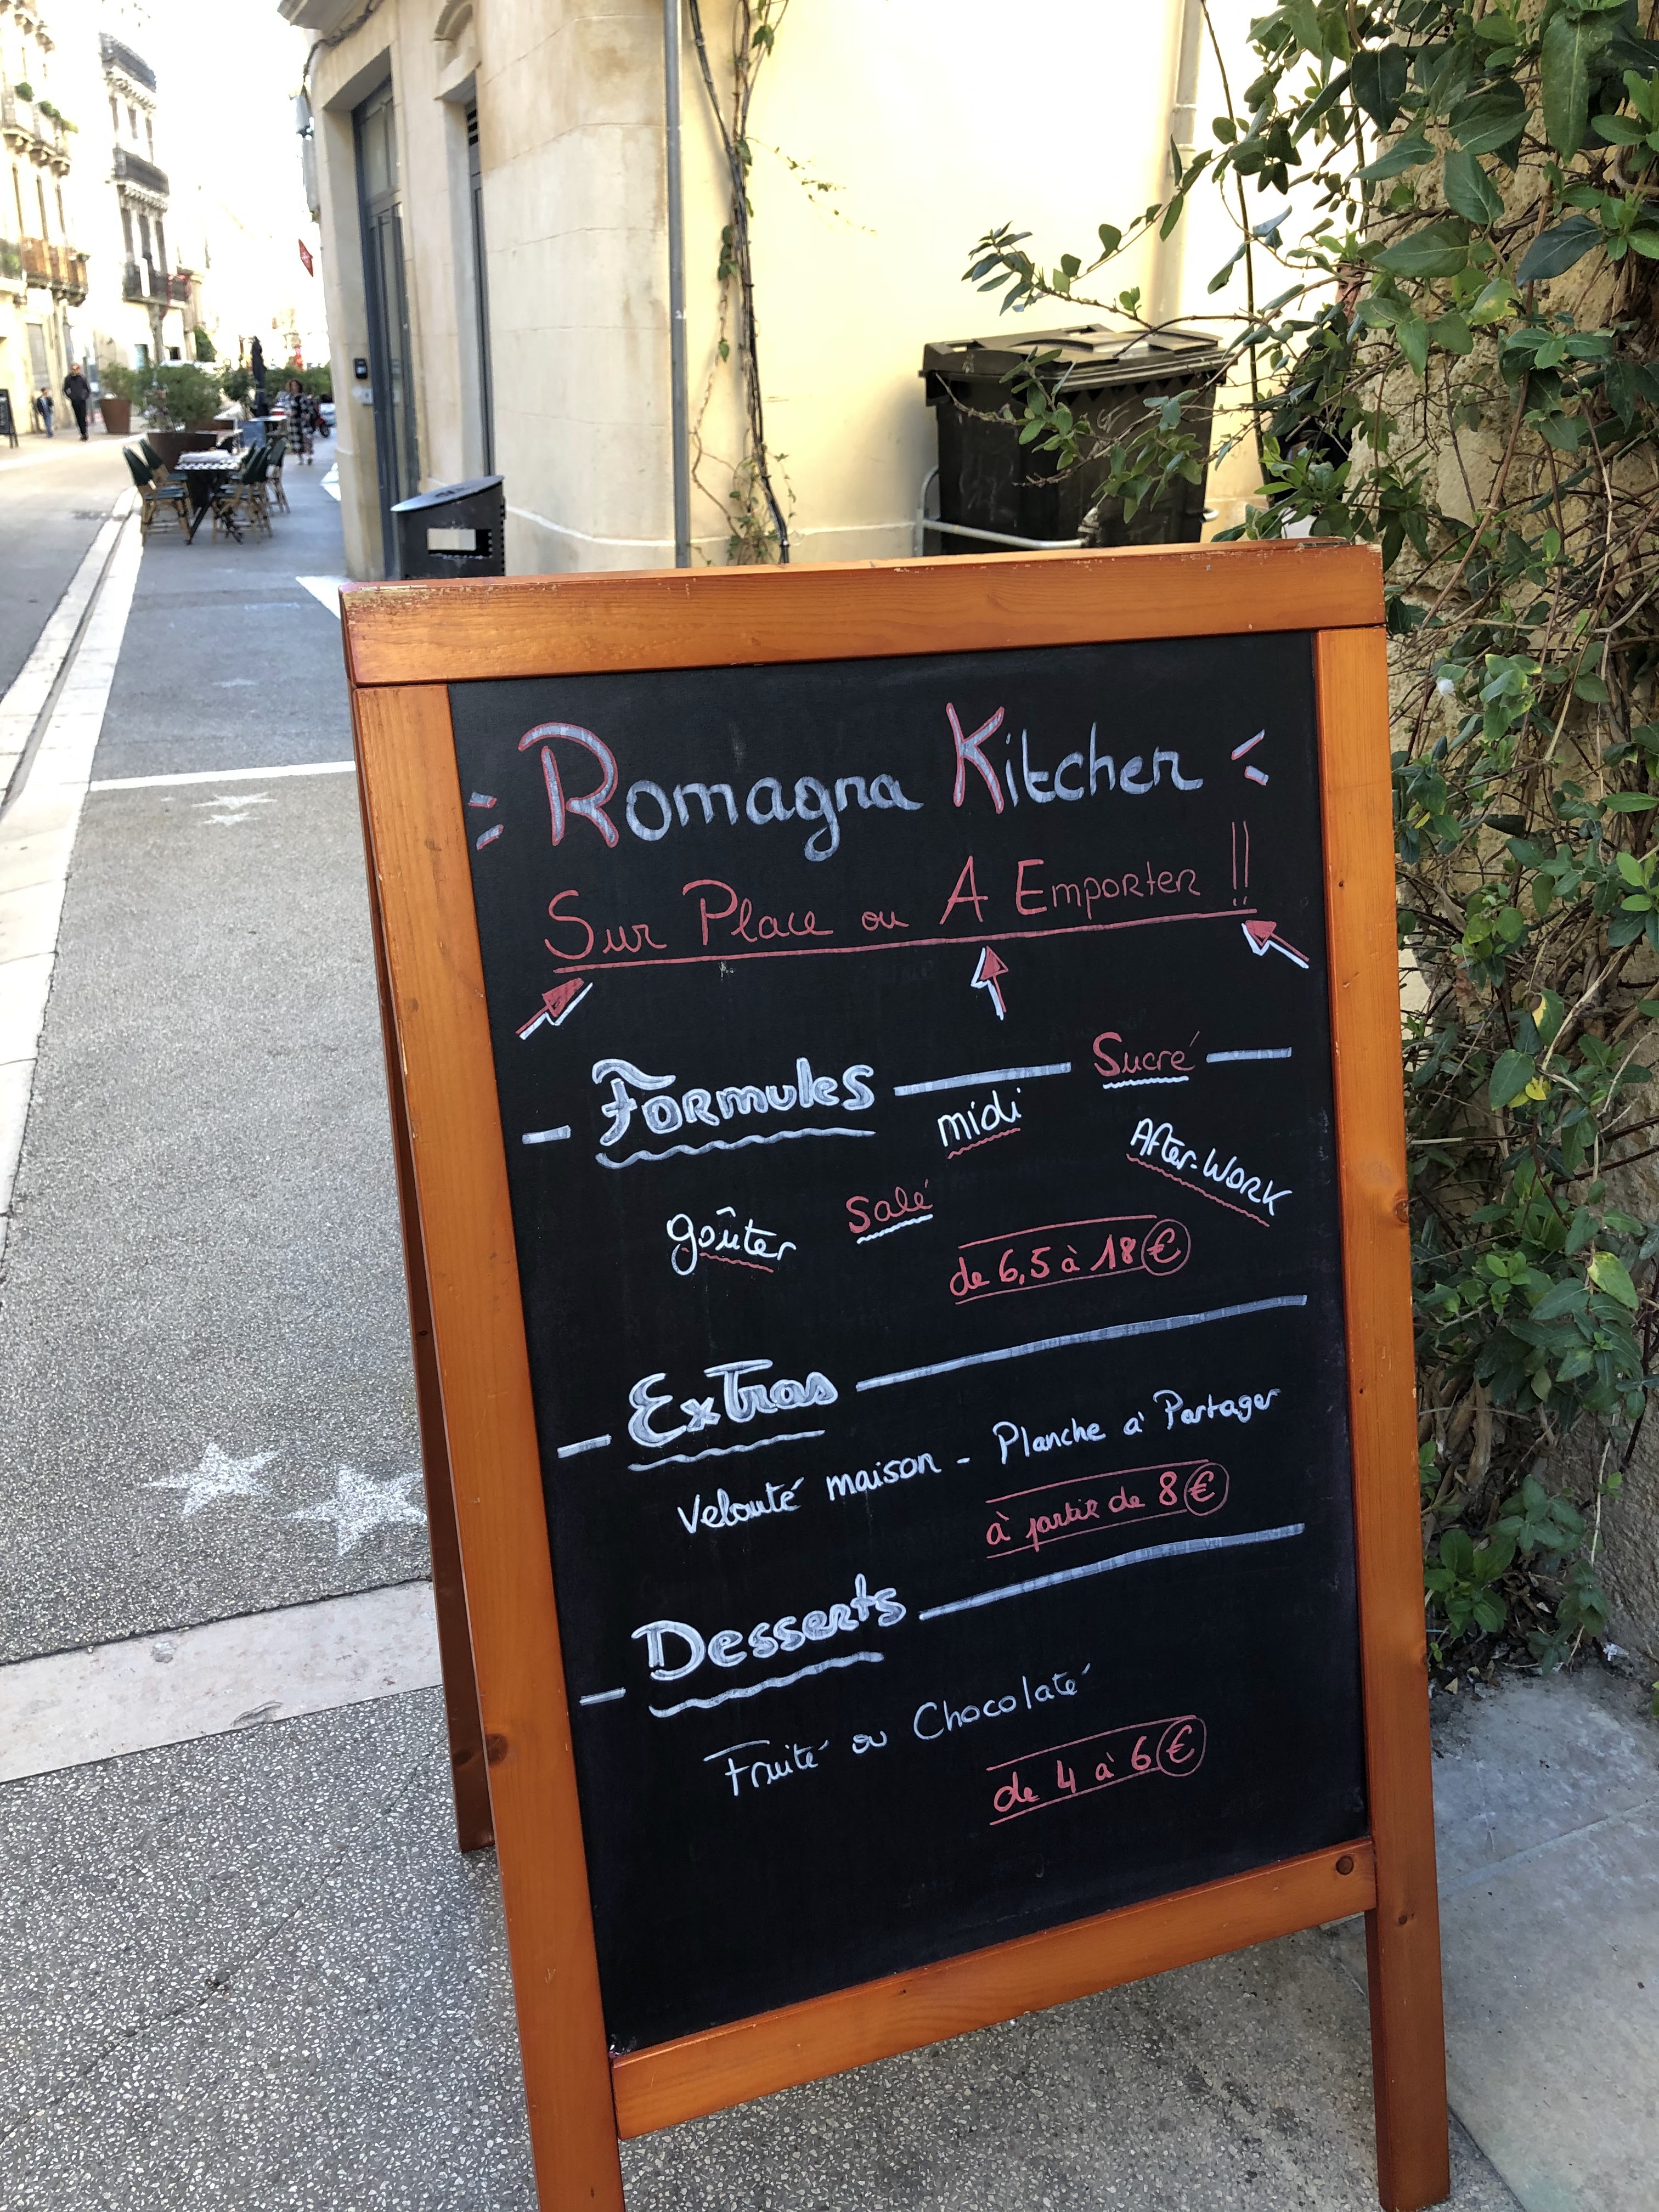 Romagna Kitchen
Sur Place ou A Emporter !!
Formules
Sucré
midi
After-Work
goûter
Salé
de 6,5 à 18 €
Extras
Velouté maison - Planche à Partager
à partir de 8 €
Desserts
Fruité ou Chocolaté
de 4 à 6 €